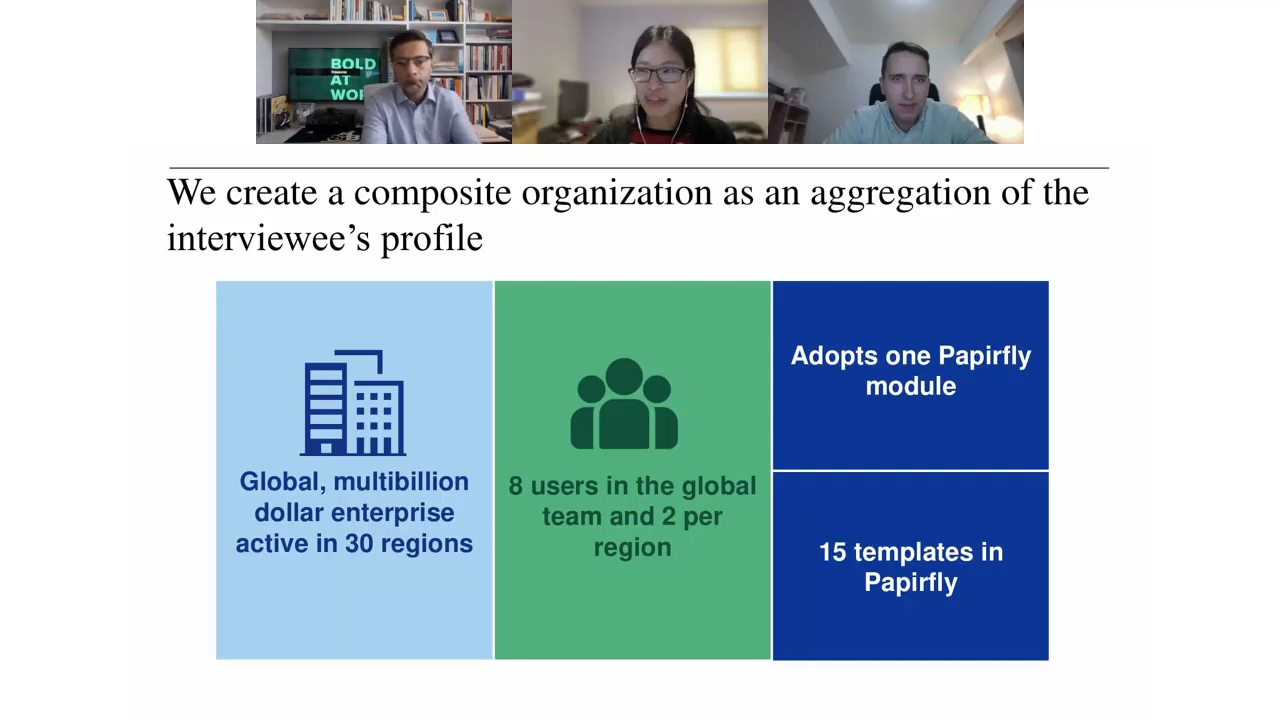 BOLD
AT
We create a composite organization as an aggregation of the
interviewee’s profile
Global, multibillion
dollar enterprise
active in 30 regions
8 users in the global
team and 2 per
region
Adopts one Papirfly
module
15 templates in
Papirfly